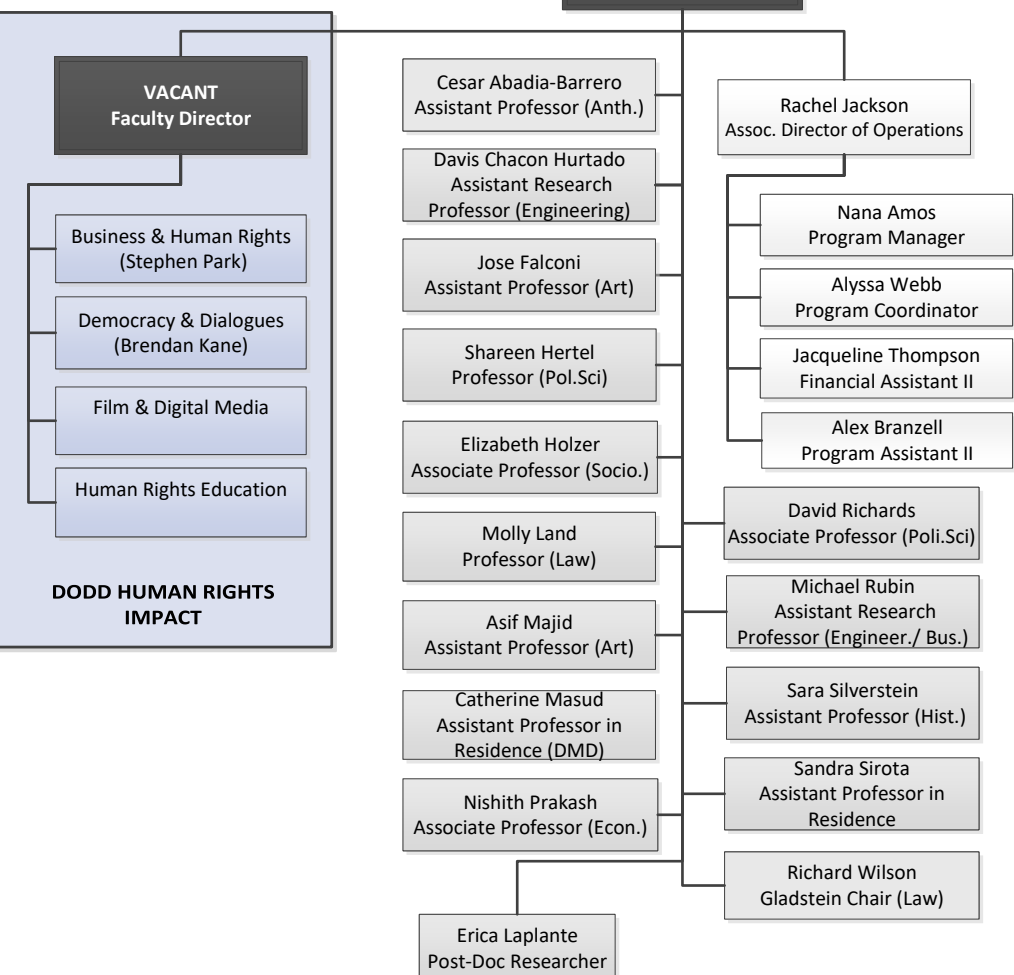 VACANT
Faculty Director
Business & Human Rights
(Stephen Park)
Democracy & Dialogues
(Brendan Kane)
Film & Digital Media
Human Rights Education
DODD HUMAN RIGHTS
IMPACT
Cesar Abadia-Barrero
Assistant Professor (Anth.)
Davis Chacon Hurtado
Assistant Research
Professor (Engineering)
Jose Falconi
Assistant Professor (Art)
Shareen Hertel
Professor (Pol.Sci)
Elizabeth Holzer
Associate Professor (Socio.)
Molly Land
Professor (Law)
Asif Majid
Assistant Professor (Art)
Catherine Masud
Assistant Professor in
Residence (DMD)
Nishith Prakash
Associate Professor (Econ.)
Erica Laplante
Post-Doc Researcher
Rachel Jackson
Assoc. Director of Operations
Nana Amos
Program Manager
Alyssa Webb
Program Coordinator
Jacqueline Thompson
Financial Assistant II
Alex Branzell
Program Assistant II
David Richards
Associate Professor (Poli.Sci)
Michael Rubin
Assistant Research
Professor (Engineer./ Bus.)
Sara Silverstein
Assistant Professor (Hist.)
Sandra Sirota
Assistant Professor in
Residence
Richard Wilson
Gladstein Chair (Law)